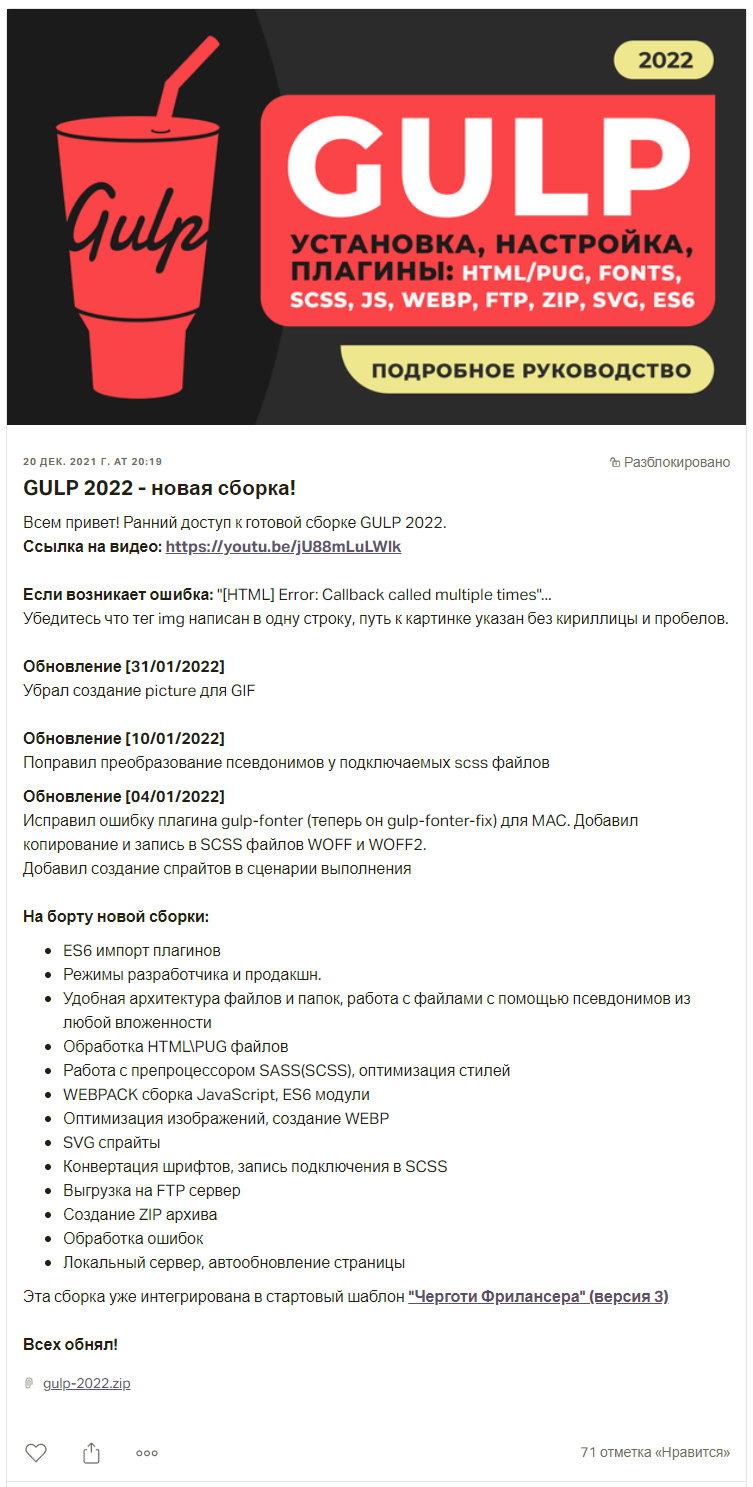 2022
Gulp
GULP
УСТАНОВКА, НАСТРОЙКА,
ПЛАГИНЫ: HTML/PUG, FONTS,
SCSS, JS, WEBP, FTP, ZIP, SVG, ES6
ПОДРОБНОЕ РУКОВОДСТВО
20 ДЕК. 2021 Г. AT 20:19
Разблокировано
GULP 2022 - новая сборка!
Всем привет! Ранний доступ к готовой сборке GULP 2022.
Ссылка на видео: https://youtu.be/jU88mLuLWlk
Если возникает ошибка: "[HTML] Error: Callback called multiple times"...
Убедитесь что тег img написан в одну строку, путь к картинке указан без кириллицы и пробелов.
Обновление [31/01/2022]
Убрал создание picture для GIF
Обновление [10/01/2022]
Поправил преобразование псевдонимов у подключаемых scss файлов
Обновление [04/01/2022]
Исправил ошибку плагина gulp-fonter (теперь он gulp-fonter-fix) для MAC. Добавил
копирование и запись в SCSS файлов WOFF и WOFF2.
Добавил создание спрайтов в сценарии выполнения
На борту новой сборки:
• ES6 импорт плагинов
• Режимы разработчика и продакшн.
• Удобная архитектура файлов и папок, работа с файлами с помощью псевдонимов из
любой вложенности
• Обработка HTML\PUG файлов
• Работа с препроцессором SASS(SCSS), оптимизация стилей
• WEBPACK сборка JavaScript, ES6 модули
• Оптимизация изображений, создание WEBP
• SVG спрайты
• Конвертация шрифтов, запись подключения в SCSS
• Выгрузка на FTP сервер
• Создание ZIP архива
• Обработка ошибок
• Локальный сервер, автообновление страницы
Эта сборка уже интегрирована в стартовый шаблон "Черготи Фрилансера" (версия 3)
Всех обнял!
gulp-2022.zip
71 отметка «Нравится»